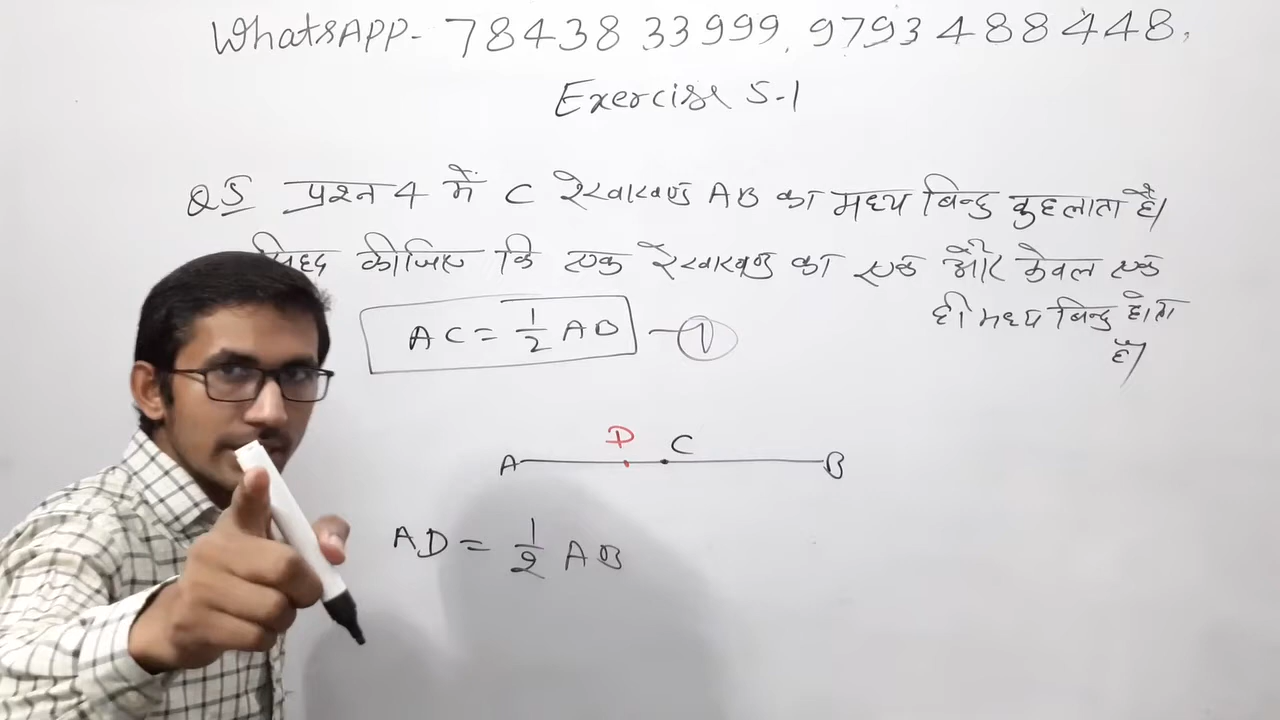 WhatsAPP- 78438 33999, 9793488448,
Exercise 5.1
Q5 प्रश्न 4 में C रेखाखण्ड AB का मध्य बिन्दु कहलाता है।
सिद्ध कीजिए कि एक रेखाखण्ड का एक और केवल एक
ही मध्य बिन्दु होता
है।
AC = 1/2 AB — 1
D C
A B
AD = 1/2 AB